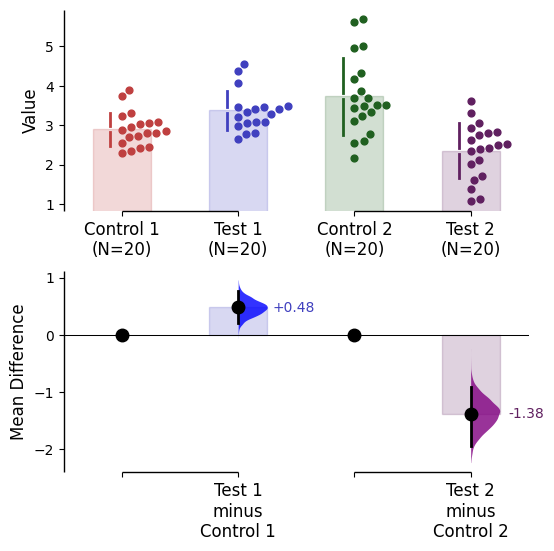 Value
5
4
3
2
1
Control 1
(N=20)
Test 1
(N=20)
Control 2
(N=20)
Test 2
(N=20)
Mean Difference
1
0
−1
−2
+0.48
-1.38
Test 1
minus
Control 1
Test 2
minus
Control 2